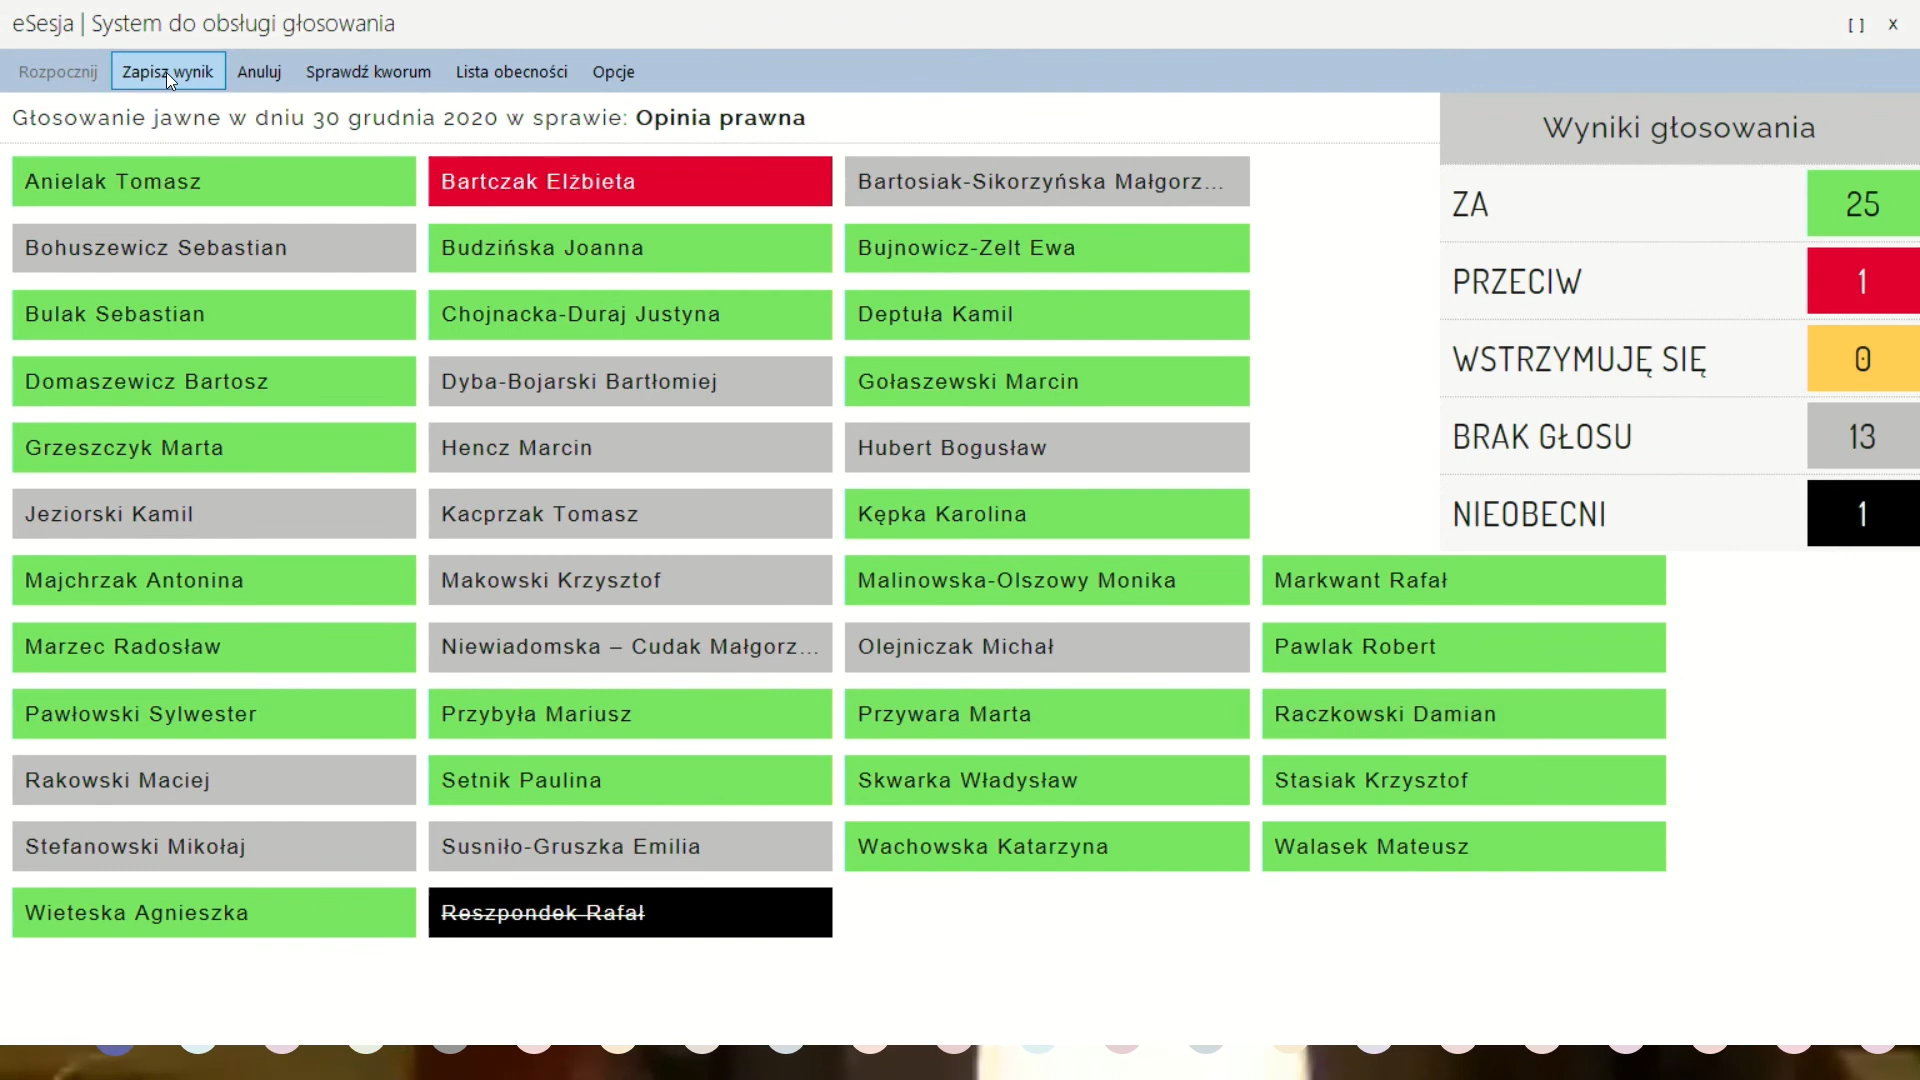 eSesja | System do obsługi głosowania [ ] X
Rozpocznij Zapisz wynik Anuluj Sprawdź kworum Lista obecności Opcje
Głosowanie jawne w dniu 30 grudnia 2020 w sprawie: Opinia prawna
Wyniki głosowania
ZA 25
PRZECIW 1
WSTRZYMUJĘ SIĘ 0
BRAK GŁOSU 13
NIEOBECNI 1
Anielak Tomasz Bartczak Elżbieta Bartosiak-Sikorzyńska Małgorz...
Bohuszewicz Sebastian Budzińska Joanna Bujnowicz-Zelt Ewa
Bulak Sebastian Chojnacka-Duraj Justyna Deptuła Kamil
Domaszewicz Bartosz Dyba-Bojarski Bartłomiej Gołaszewski Marcin
Grzeszczyk Marta Hencz Marcin Hubert Bogusław
Jeziorski Kamil Kacprzak Tomasz Kępka Karolina
Majchrzak Antonina Makowski Krzysztof Malinowska-Olszowy Monika Markwant Rafał
Marzec Radosław Niewiadomska – Cudak Małgorz... Olejniczak Michał Pawlak Robert
Pawłowski Sylwester Przybyła Mariusz Przywara Marta Raczkowski Damian
Rakowski Maciej Setnik Paulina Skwarka Władysław Stasiak Krzysztof
Stefanowski Mikołaj Susniło-Gruszka Emilia Wachowska Katarzyna Walasek Mateusz
Wieteska Agnieszka Reszpondek Rafał